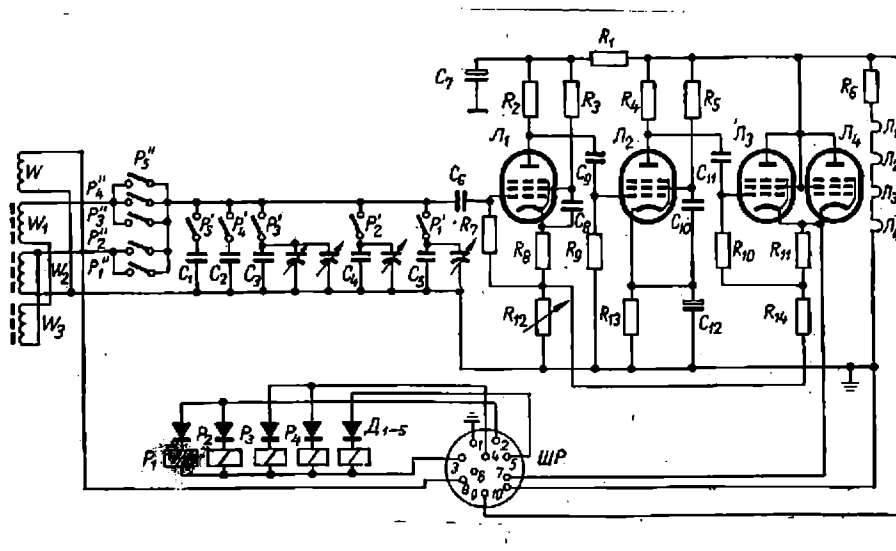 R₁
C₇
R₂
R₃
R₄
R₅
R₆
Л₁
Л₂
Л₃
Л₄
C₉
C₁₁
Л₁
Л₂
Л₃
W
P₅"
P₄"
P₃"
P₂"
P₁"
W₁
W₂
W₃
P₅'
P₄'
P₃'
P₂'
P₁'
C₆
R₇
C₈
C₁₀
R₈
R₉
R₁₀
R₁₁
C₁
C₂
C₃
C₄
C₅
R₁₂
R₁₃
C₁₂
R₁₄
P₁
P₂
P₃
P₄
Д₁₋₅
ШР
1
2
3
4
5
6
7
8
9
10